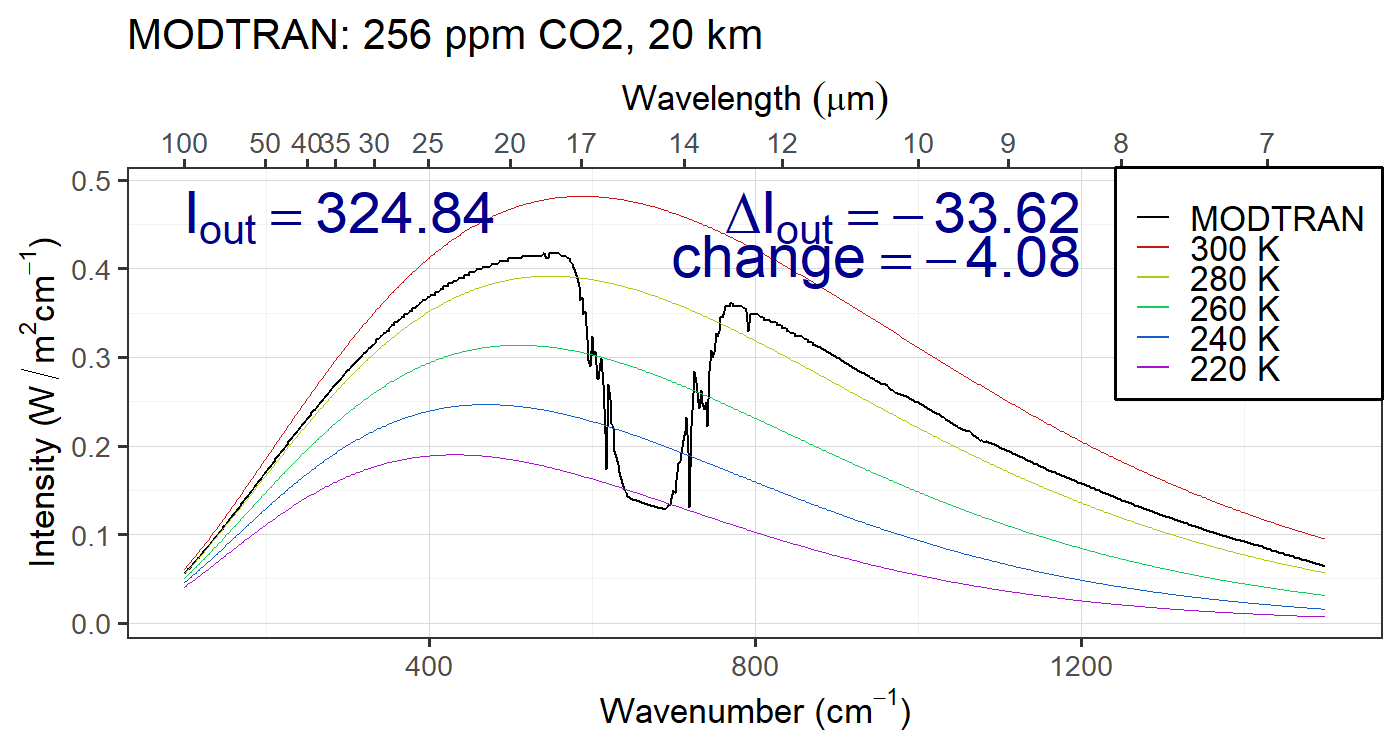 MODTRAN: 256 ppm CO2, 20 km
Wavelength (μm)
100 50 40 35 30 25 20 17 14 12 10 9 8 7
Intensity (W / m²cm⁻¹)
0.5
0.4
0.3
0.2
0.1
0.0
I_out = 324.84
ΔI_out = −33.62
change = −4.08
MODTRAN
300 K
280 K
260 K
240 K
220 K
400 800 1200
Wavenumber (cm⁻¹)